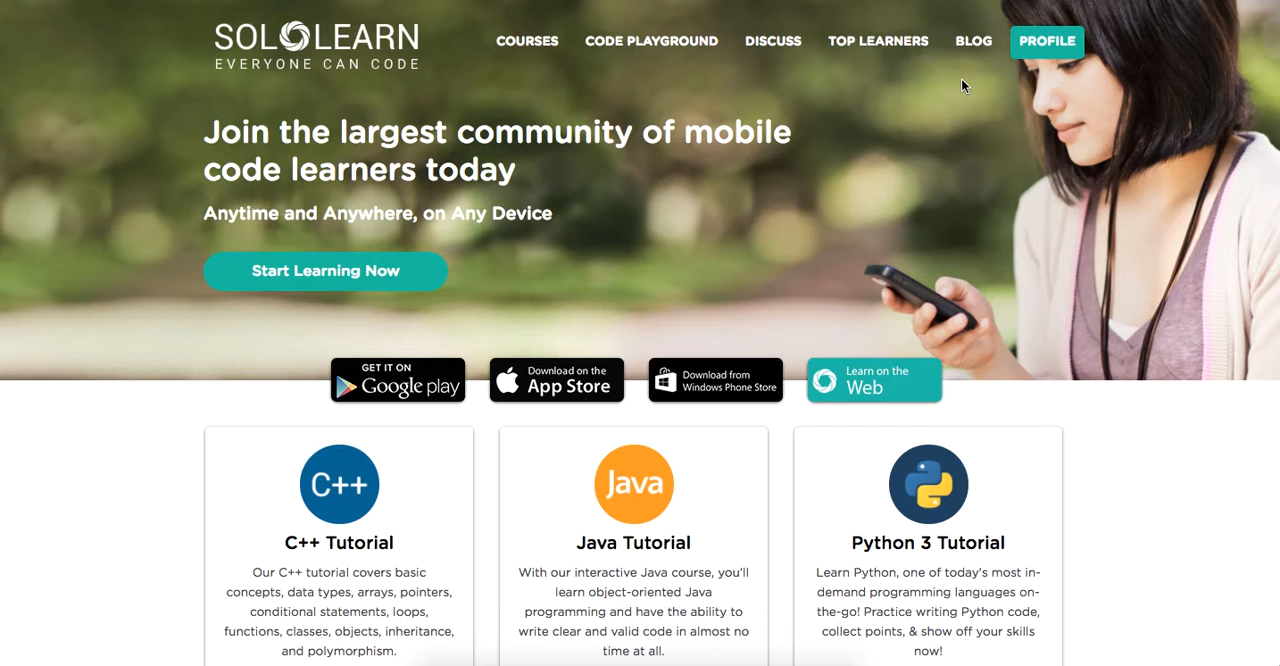 SOLOLEARN
EVERYONE CAN CODE
COURSES
CODE PLAYGROUND
DISCUSS
TOP LEARNERS
BLOG
PROFILE
Join the largest community of mobile
code learners today
Anytime and Anywhere, on Any Device
Start Learning Now
GET IT ON
Google play
Download on the
App Store
Download from
Windows Phone Store
Learn on the
Web
C++
C++ Tutorial
Our C++ tutorial covers basic
concepts, data types, arrays, pointers,
conditional statements, loops,
functions, classes, objects, inheritance,
and polymorphism.
Java
Java Tutorial
With our interactive Java course, you'll
learn object-oriented Java
programming and have the ability to
write clear and valid code in almost no
time at all.
Python 3 Tutorial
Learn Python, one of today's most in-
demand programming languages on-
the-go! Practice writing Python code,
collect points, & show off your skills
now!